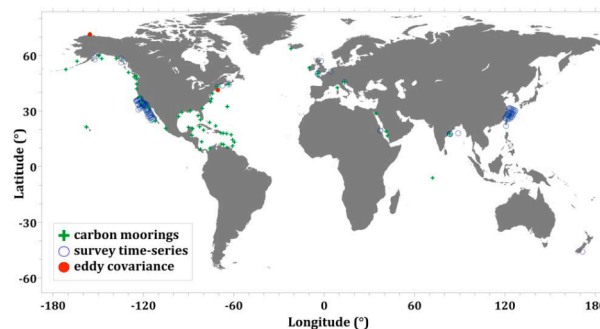 Latitude (°)
60
30
0
-30
-60
carbon moorings
survey time-series
eddy covariance
-180 -120 -60 0 60 120 180
Longitude (°)